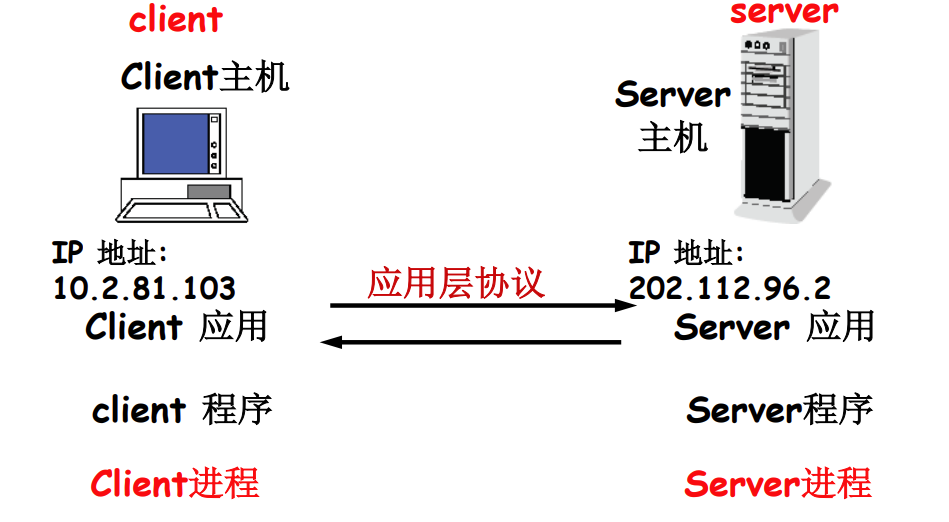 client
server
Client主机
Server
主机
IP 地址:
10.2.81.103
应用层协议
IP 地址:
202.112.96.2
Client 应用
Server 应用
client 程序
Server程序
Client进程
Server进程